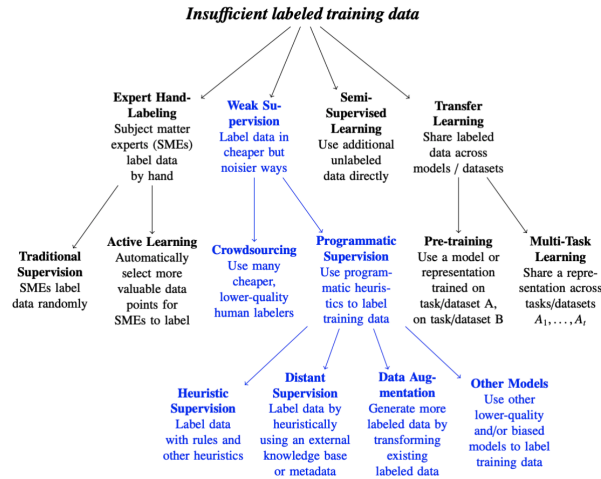 Insufficient labeled training data
Expert Hand-
Labeling
Subject matter
experts (SMEs)
label data
by hand
Weak Su-
pervision
Label data in
cheaper but
noisier ways
Semi-
Supervised
Learning
Use additional
unlabeled
data directly
Transfer
Learning
Share labeled
data across
models / datasets
Traditional
Supervision
SMEs label
data randomly
Active Learning
Automatically
select more
valuable data
points for
SMEs to label
Crowdsourcing
Use many
cheaper,
lower-quality
human labelers
Programmatic
Supervision
Use program-
matic heuris-
tics to label
training data
Pre-training
Use a model or
representation
trained on
task/dataset A,
on task/dataset B
Multi-Task
Learning
Share a repre-
sentation across
tasks/datasets
A₁,...,Aₜ
Heuristic
Supervision
Label data
with rules and
other heuristics
Distant
Supervision
Label data by
heuristically
using an external
knowledge base
or metadata
Data Aug-
mentation
Generate more
labeled data by
transforming
existing
labeled data
Other Models
Use other
lower-quality
and/or biased
models to label
training data